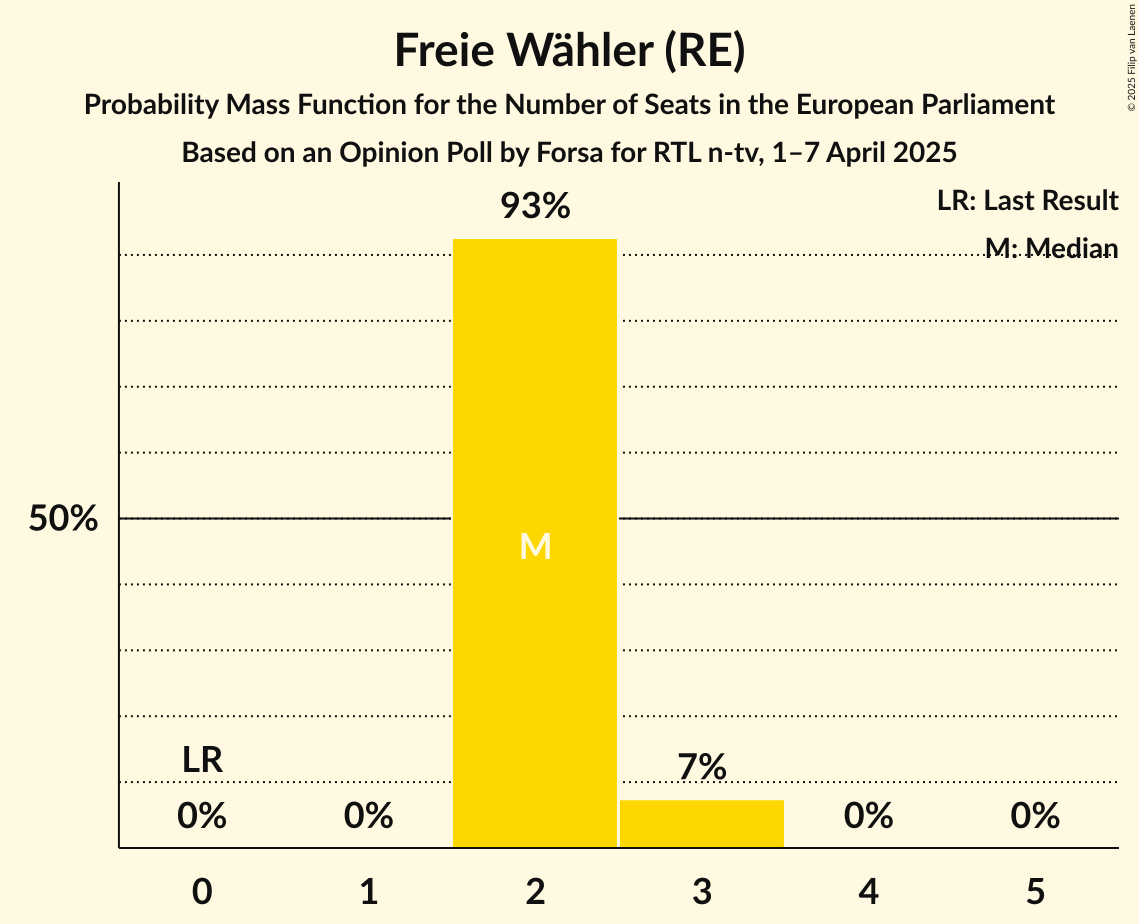 Freie Wähler (RE)
Probability Mass Function for the Number of Seats in the European Parliament
Based on an Opinion Poll by Forsa for RTL n-tv, 1–7 April 2025
© 2025 Filip van Laenen
LR: Last Result
M: Median
93%
50%
M
LR
7%
0% 0% 0% 0%
0 1 2 3 4 5